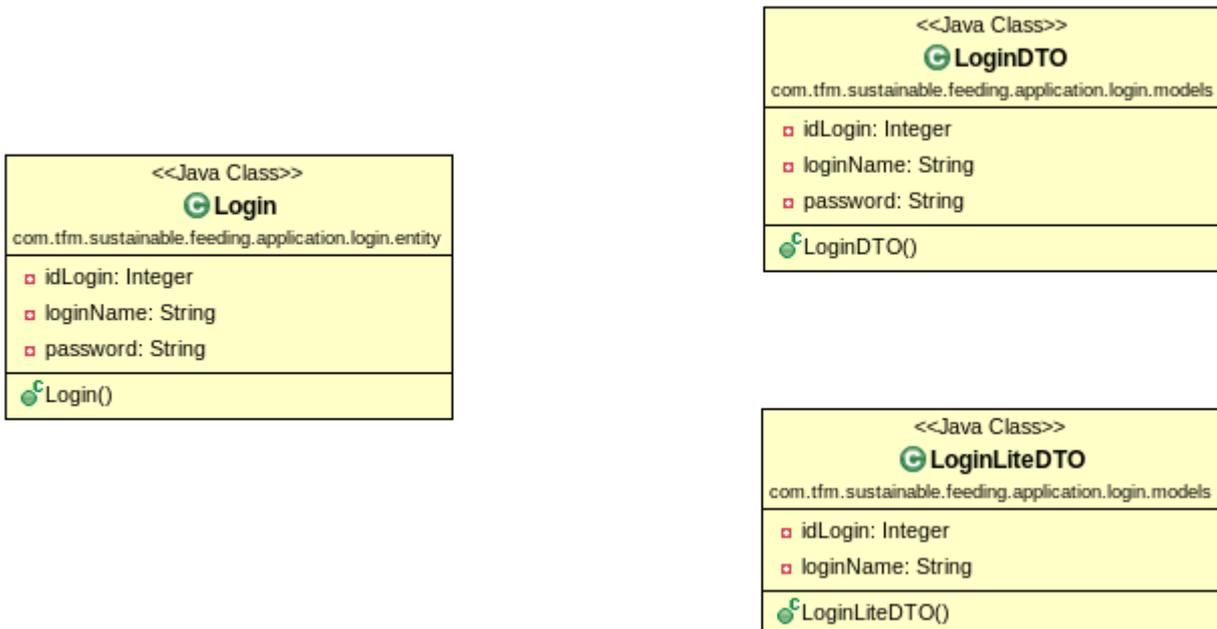 <<Java Class>>
Login
com.tfm.sustainable.feeding.application.login.entity
idLogin: Integer
loginName: String
password: String
Login()
<<Java Class>>
LoginDTO
com.tfm.sustainable.feeding.application.login.models
idLogin: Integer
loginName: String
password: String
LoginDTO()
<<Java Class>>
LoginLiteDTO
com.tfm.sustainable.feeding.application.login.models
idLogin: Integer
loginName: String
LoginLiteDTO()